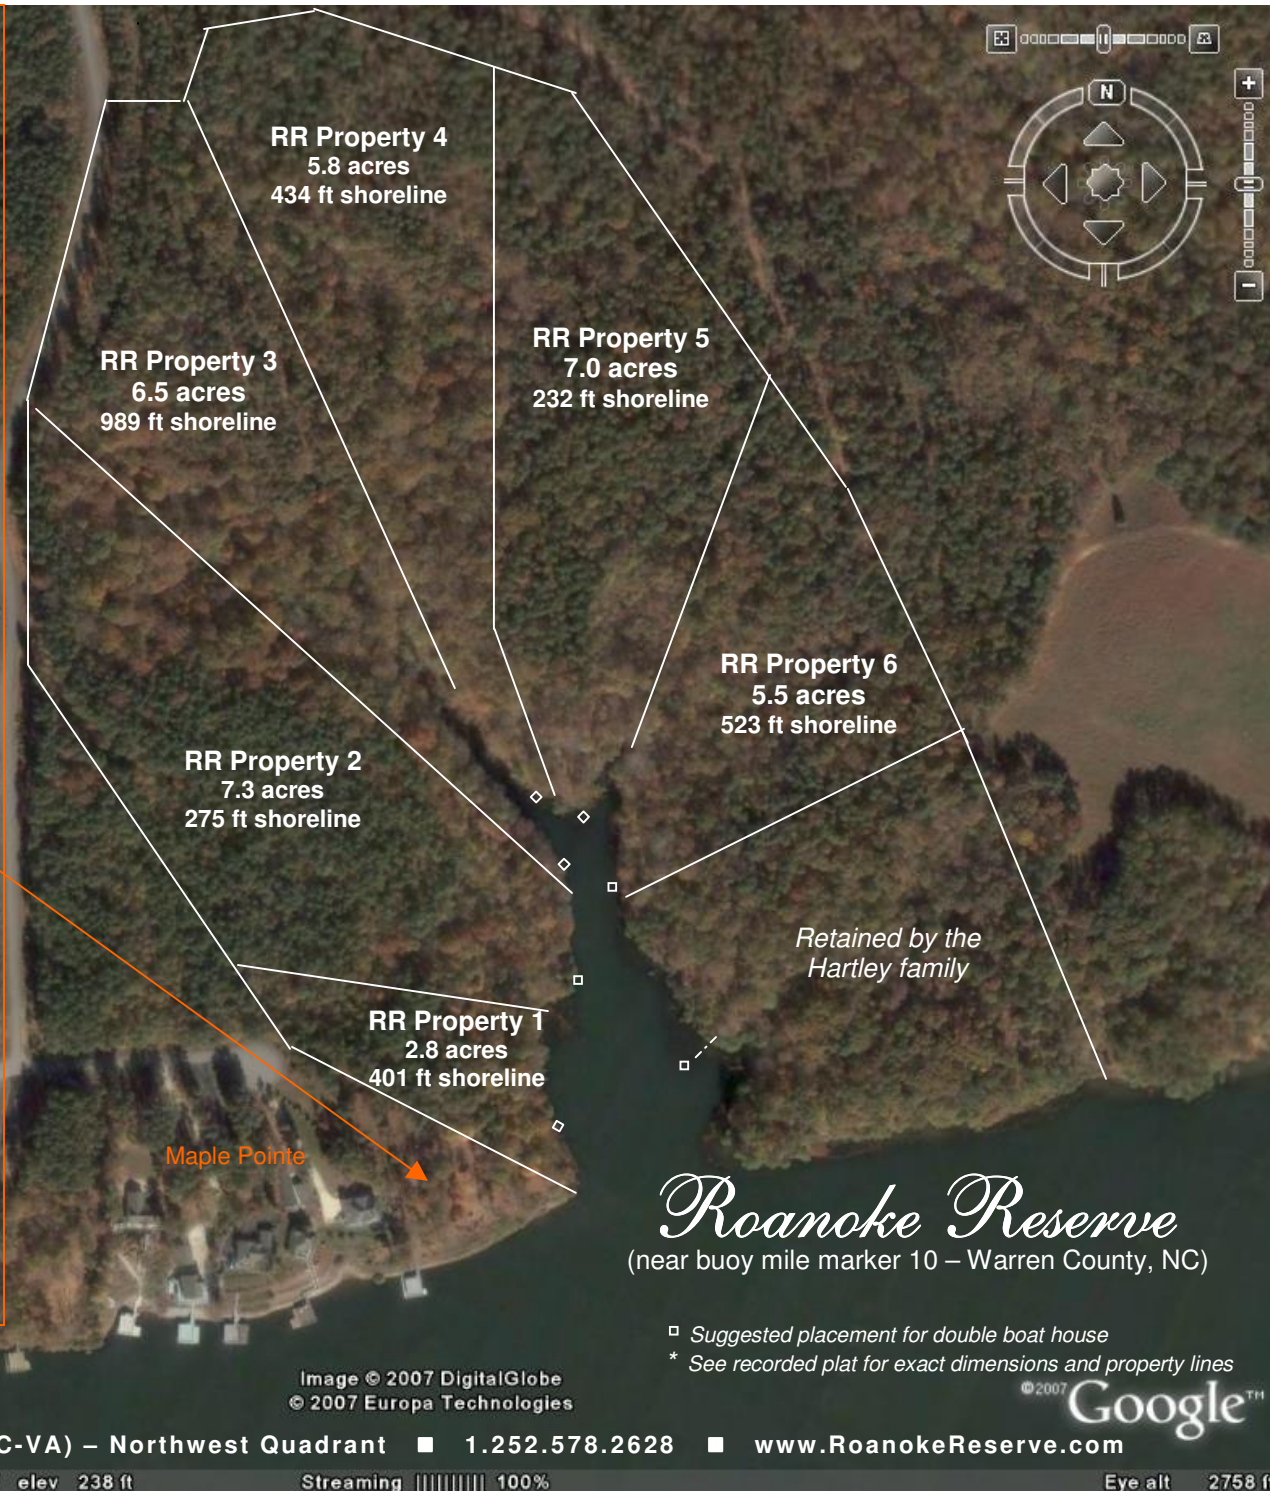 N
RR Property 4
5.8 acres
434 ft shoreline
RR Property 5
7.0 acres
232 ft shoreline
RR Property 3
6.5 acres
989 ft shoreline
RR Property 6
5.5 acres
523 ft shoreline
RR Property 2
7.3 acres
275 ft shoreline
Retained by the
Hartley family
RR Property 1
2.8 acres
401 ft shoreline
Maple Pointe
Roanoke Reserve
(near buoy mile marker 10 – Warren County, NC)
Suggested placement for double boat house
* See recorded plat for exact dimensions and property lines
Image © 2007 DigitalGlobe
© 2007 Europa Technologies
©2007 Google™
C-VA) – Northwest Quadrant ■ 1.252.578.2628 ■ www.RoanokeReserve.com
elev 238 ft Streaming |||||||||| 100% Eye alt 2758 ft